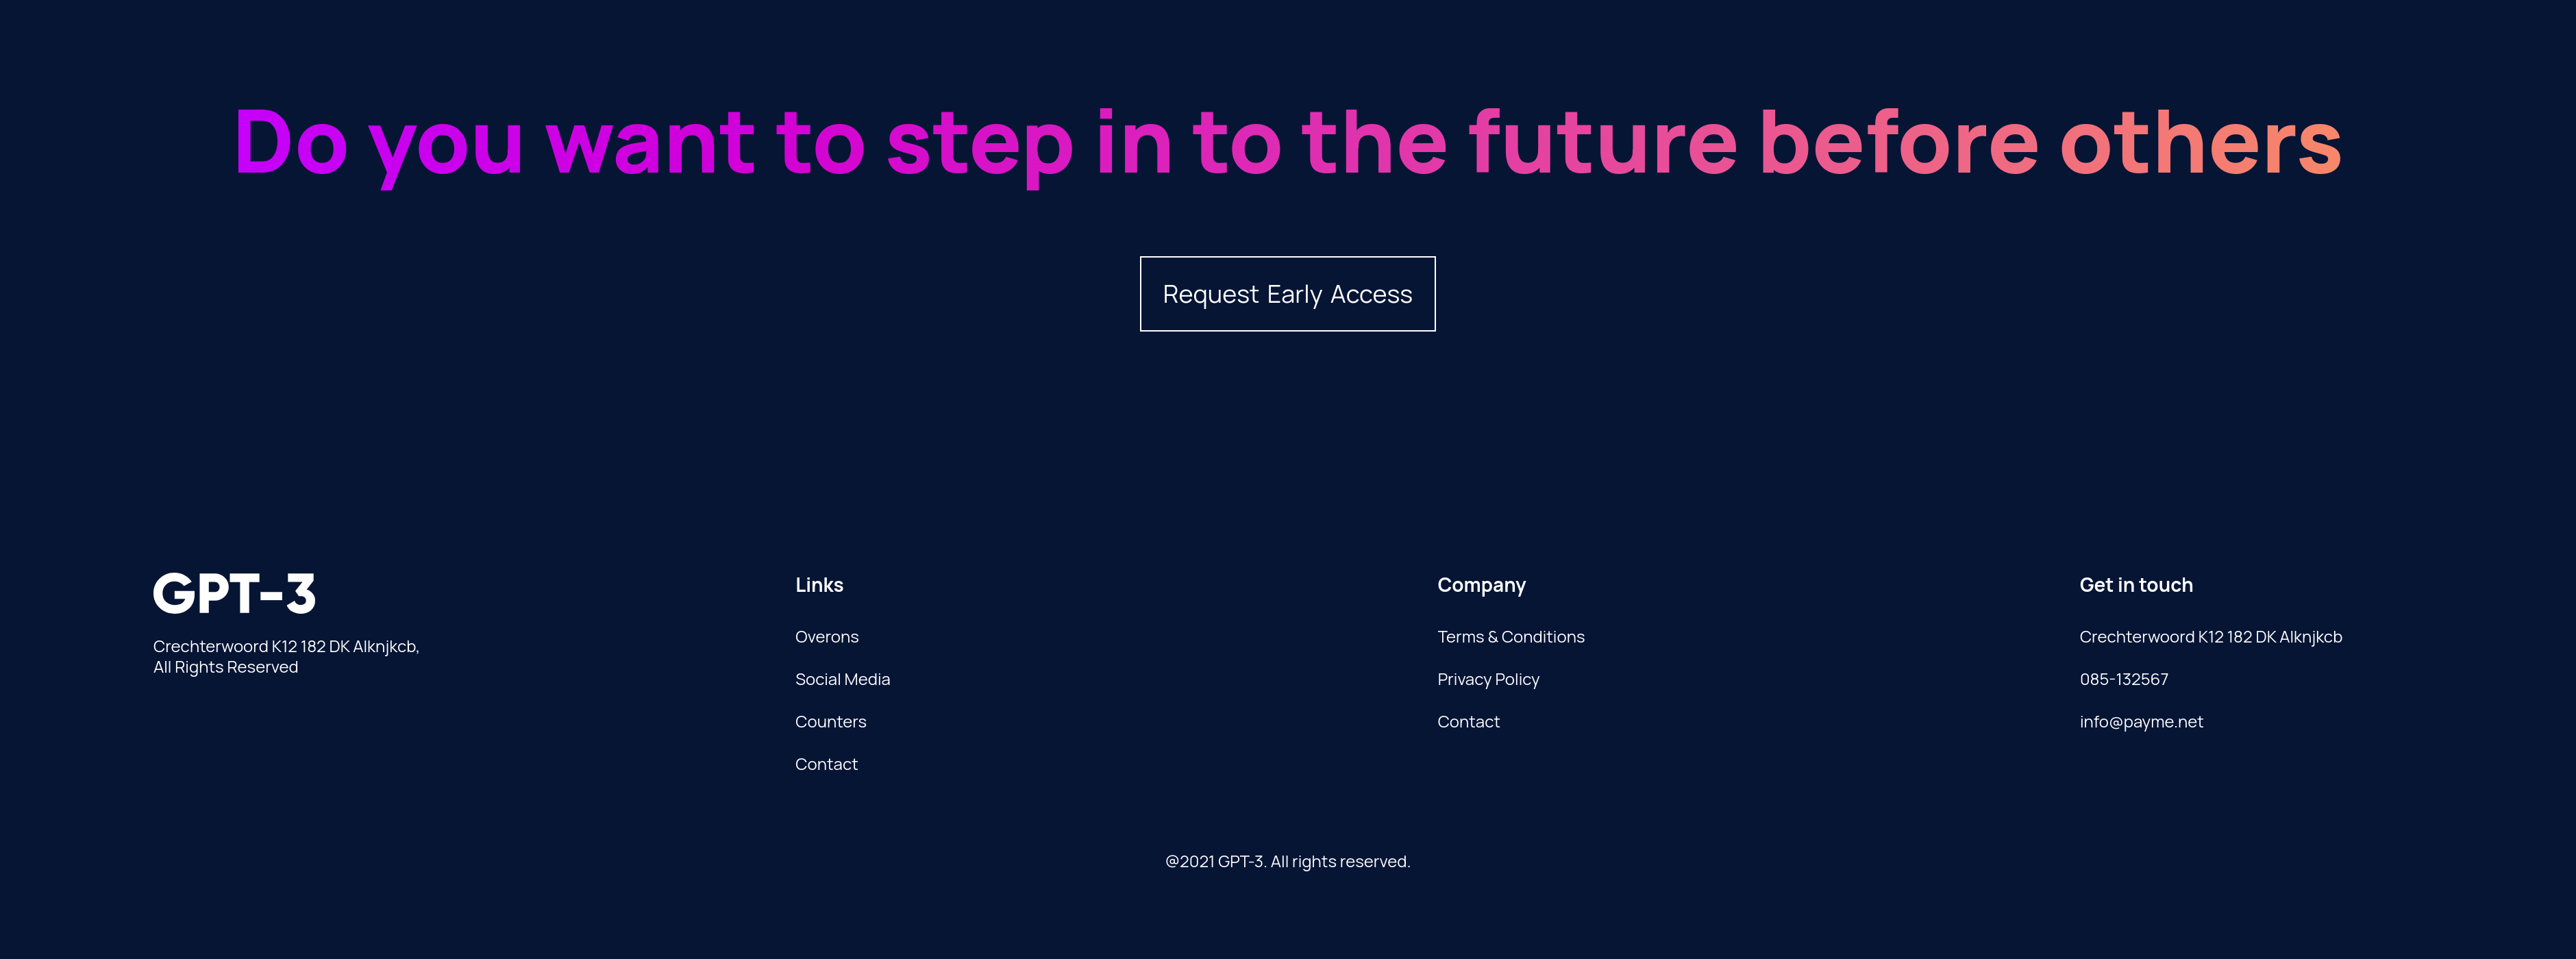 Do you want to step in to the future before others
Request Early Access
GPT-3
Crechterwoord K12 182 DK Alknjkcb,
All Rights Reserved
Links
Overons
Social Media
Counters
Contact
Company
Terms & Conditions
Privacy Policy
Contact
Get in touch
Crechterwoord K12 182 DK Alknjkcb
085-132567
info@payme.net
@2021 GPT-3. All rights reserved.